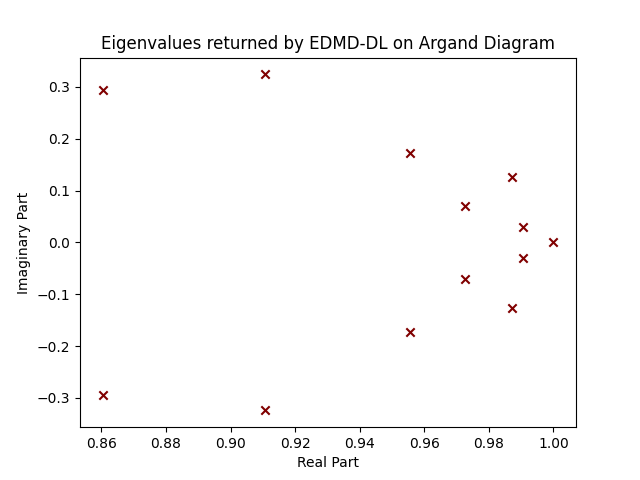 Eigenvalues returned by EDMD-DL on Argand Diagram
0.3
0.2
0.1
0.0
−0.1
−0.2
−0.3
Imaginary Part
0.86 0.88 0.90 0.92 0.94 0.96 0.98 1.00
Real Part